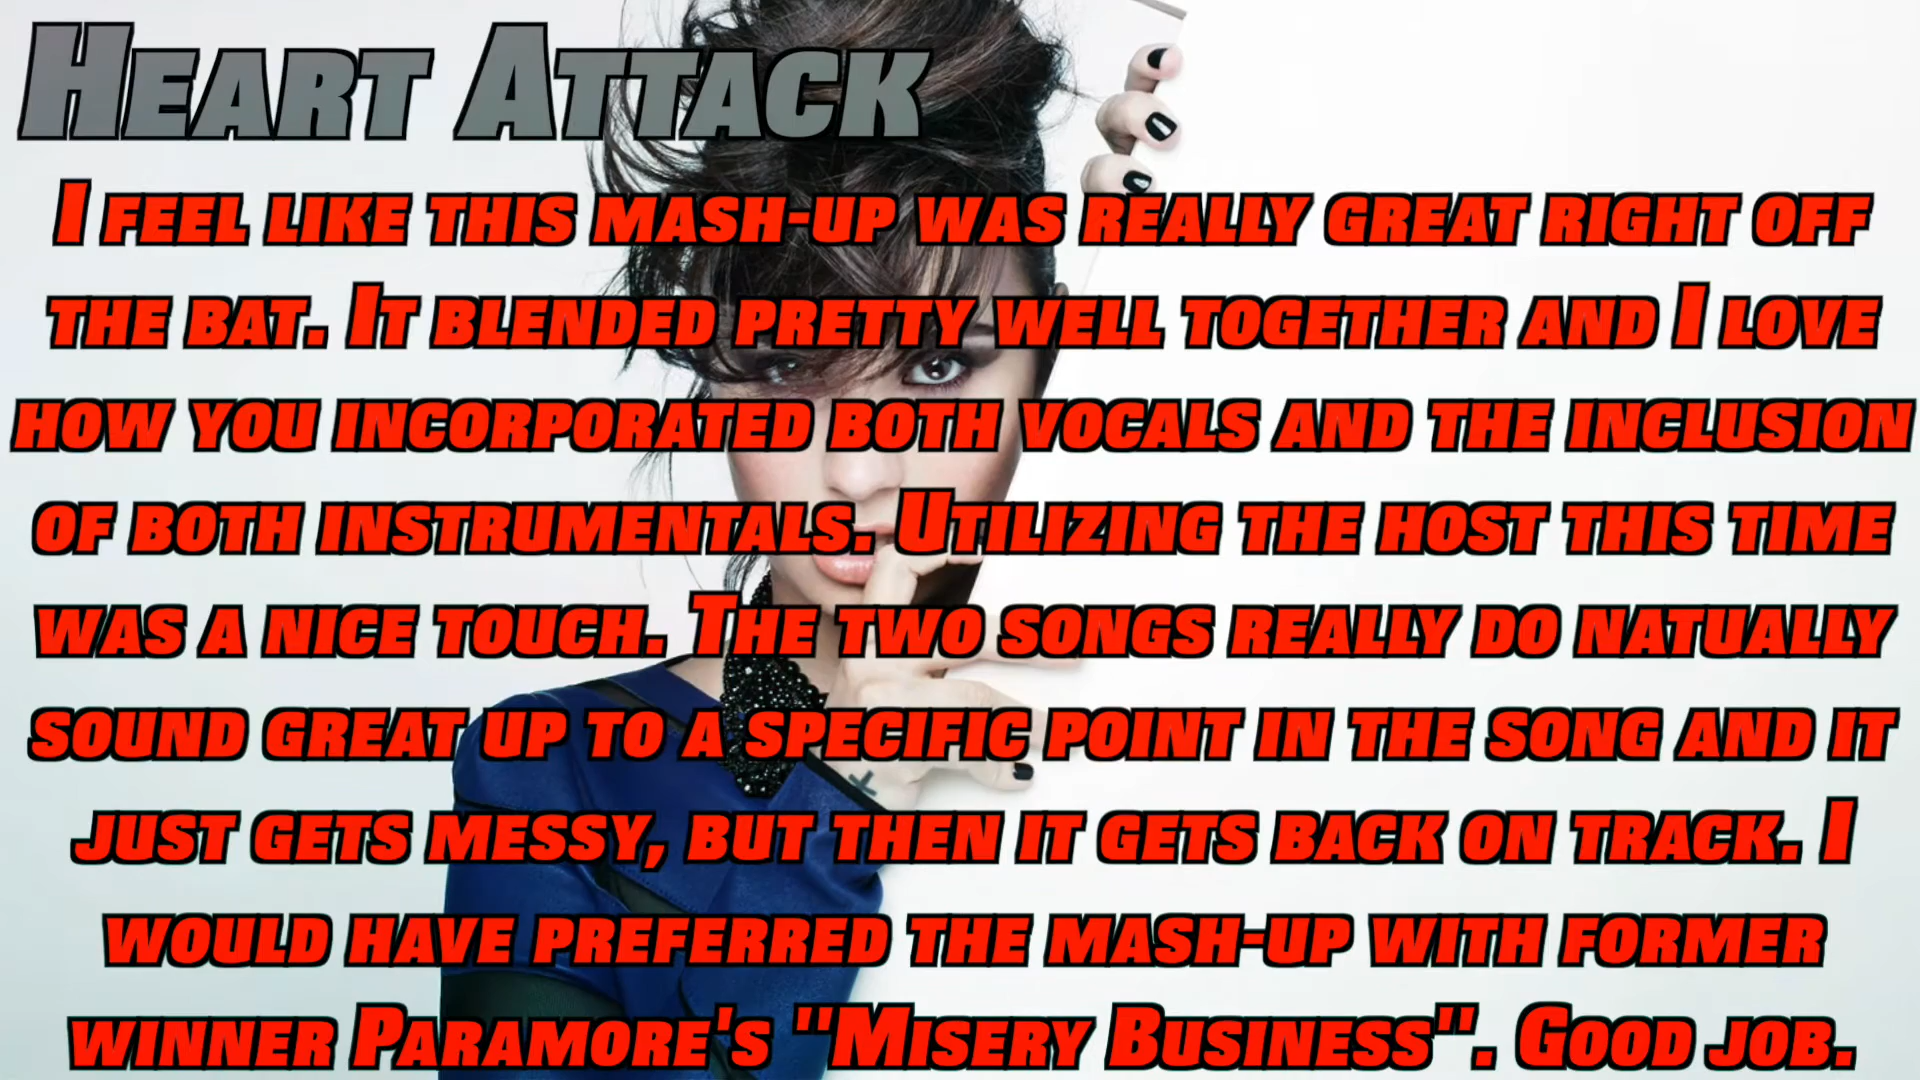 Heart Attack
I feel like this mash-up was really great right off
the bat. It blended pretty well together and I love
how you incorporated both vocals and the inclusion
of both instrumentals. Utilizing the host this time
was a nice touch. The two songs really do natually
sound great up to a specific point in the song and it
just gets messy, but then it gets back on track. I
would have preferred the mash-up with former
winner Paramore's "Misery Business". Good job.